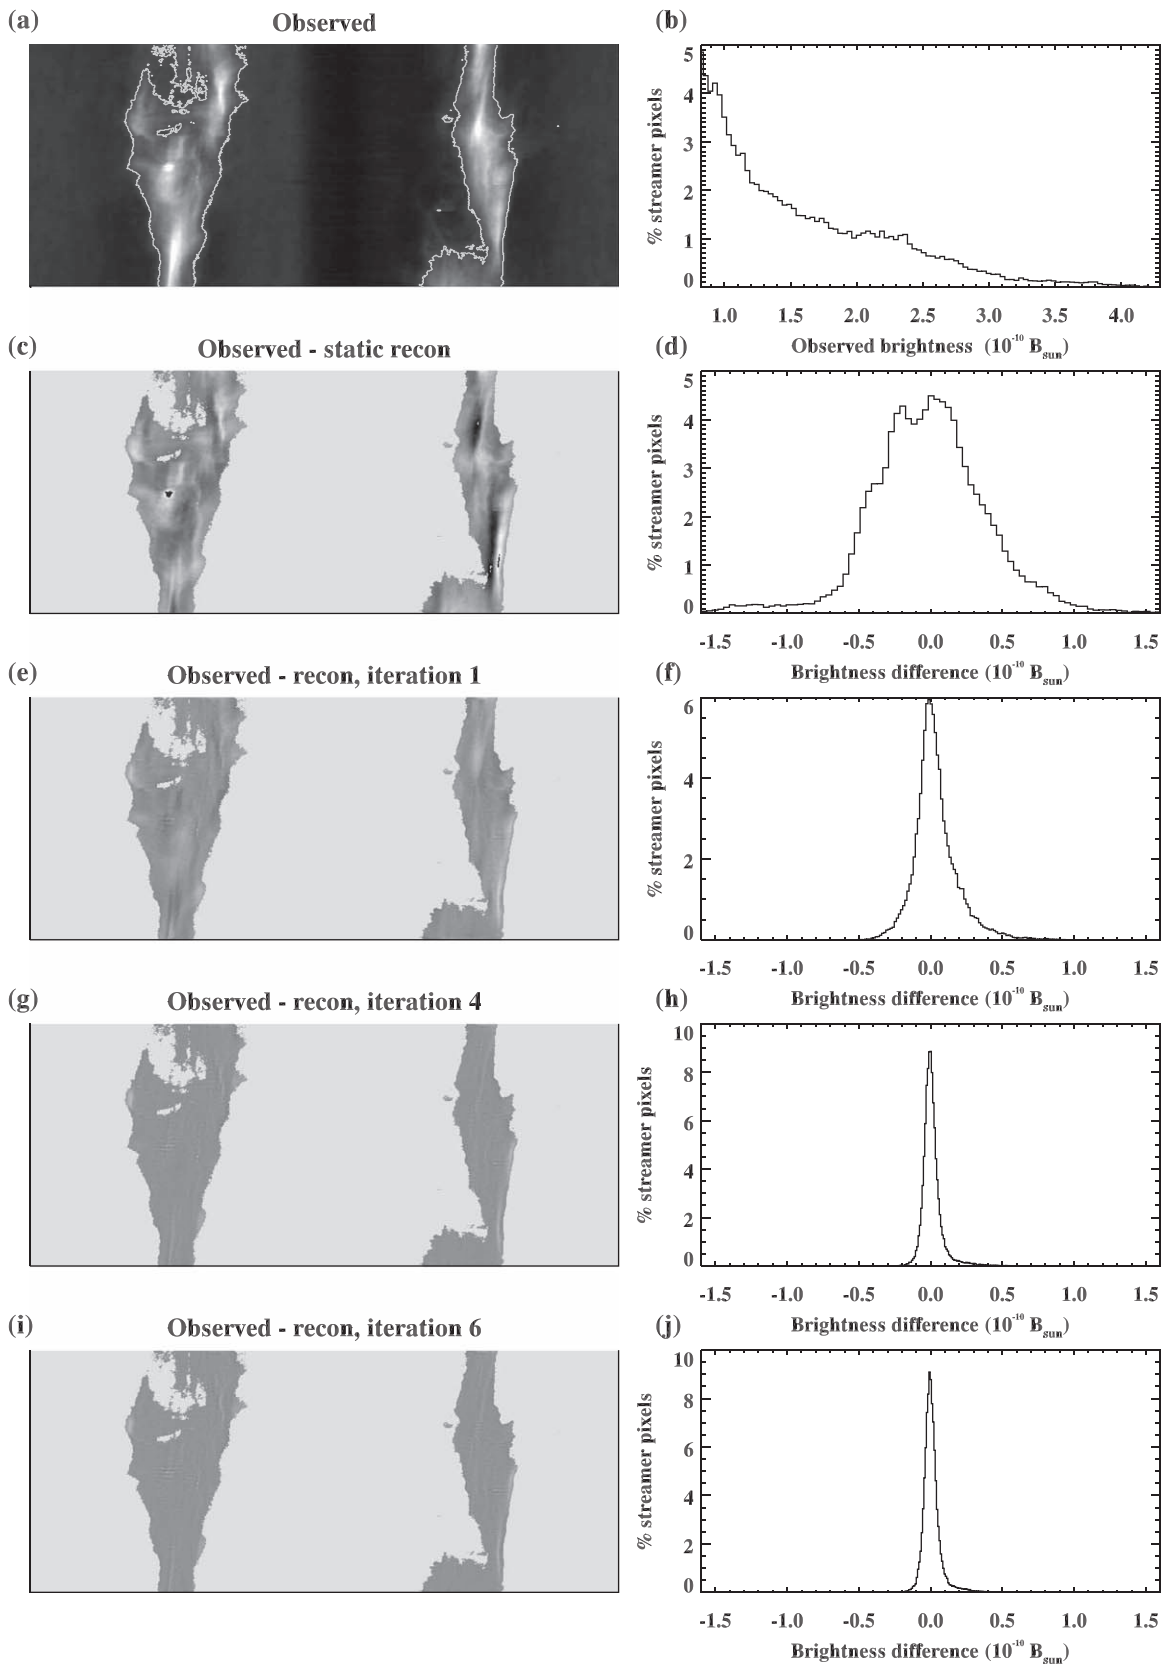 (a) Observed
(b)
5
4
3
2
1
0
% streamer pixels
1.0 1.5 2.0 2.5 3.0 3.5 4.0
Observed brightness (10⁻¹⁰ Bsun)
(c) Observed - static recon
(d)
5
4
3
2
1
0
% streamer pixels
-1.5 -1.0 -0.5 0.0 0.5 1.0 1.5
Brightness difference (10⁻¹⁰ Bsun)
(e) Observed - recon, iteration 1
(f)
6
4
2
0
% streamer pixels
-1.5 -1.0 -0.5 0.0 0.5 1.0 1.5
Brightness difference (10⁻¹⁰ Bsun)
(g) Observed - recon, iteration 4
(h)
10
8
6
4
2
0
% streamer pixels
-1.5 -1.0 -0.5 0.0 0.5 1.0 1.5
Brightness difference (10⁻¹⁰ Bsun)
(i) Observed - recon, iteration 6
(j)
10
8
6
4
2
0
% streamer pixels
-1.5 -1.0 -0.5 0.0 0.5 1.0 1.5
Brightness difference (10⁻¹⁰ Bsun)